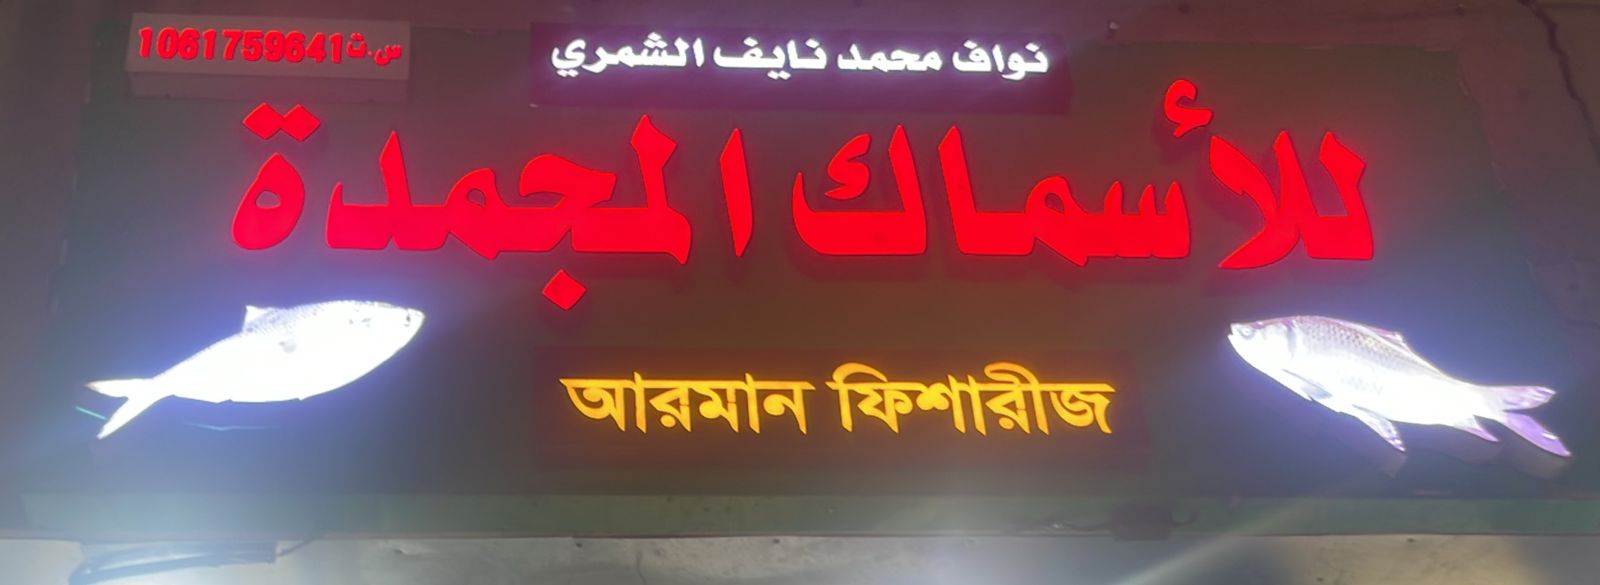 نواف محمد نايف الشمري
س.ت 1061759641
للأسماك المجمدة
আরমান ফিশারীজ